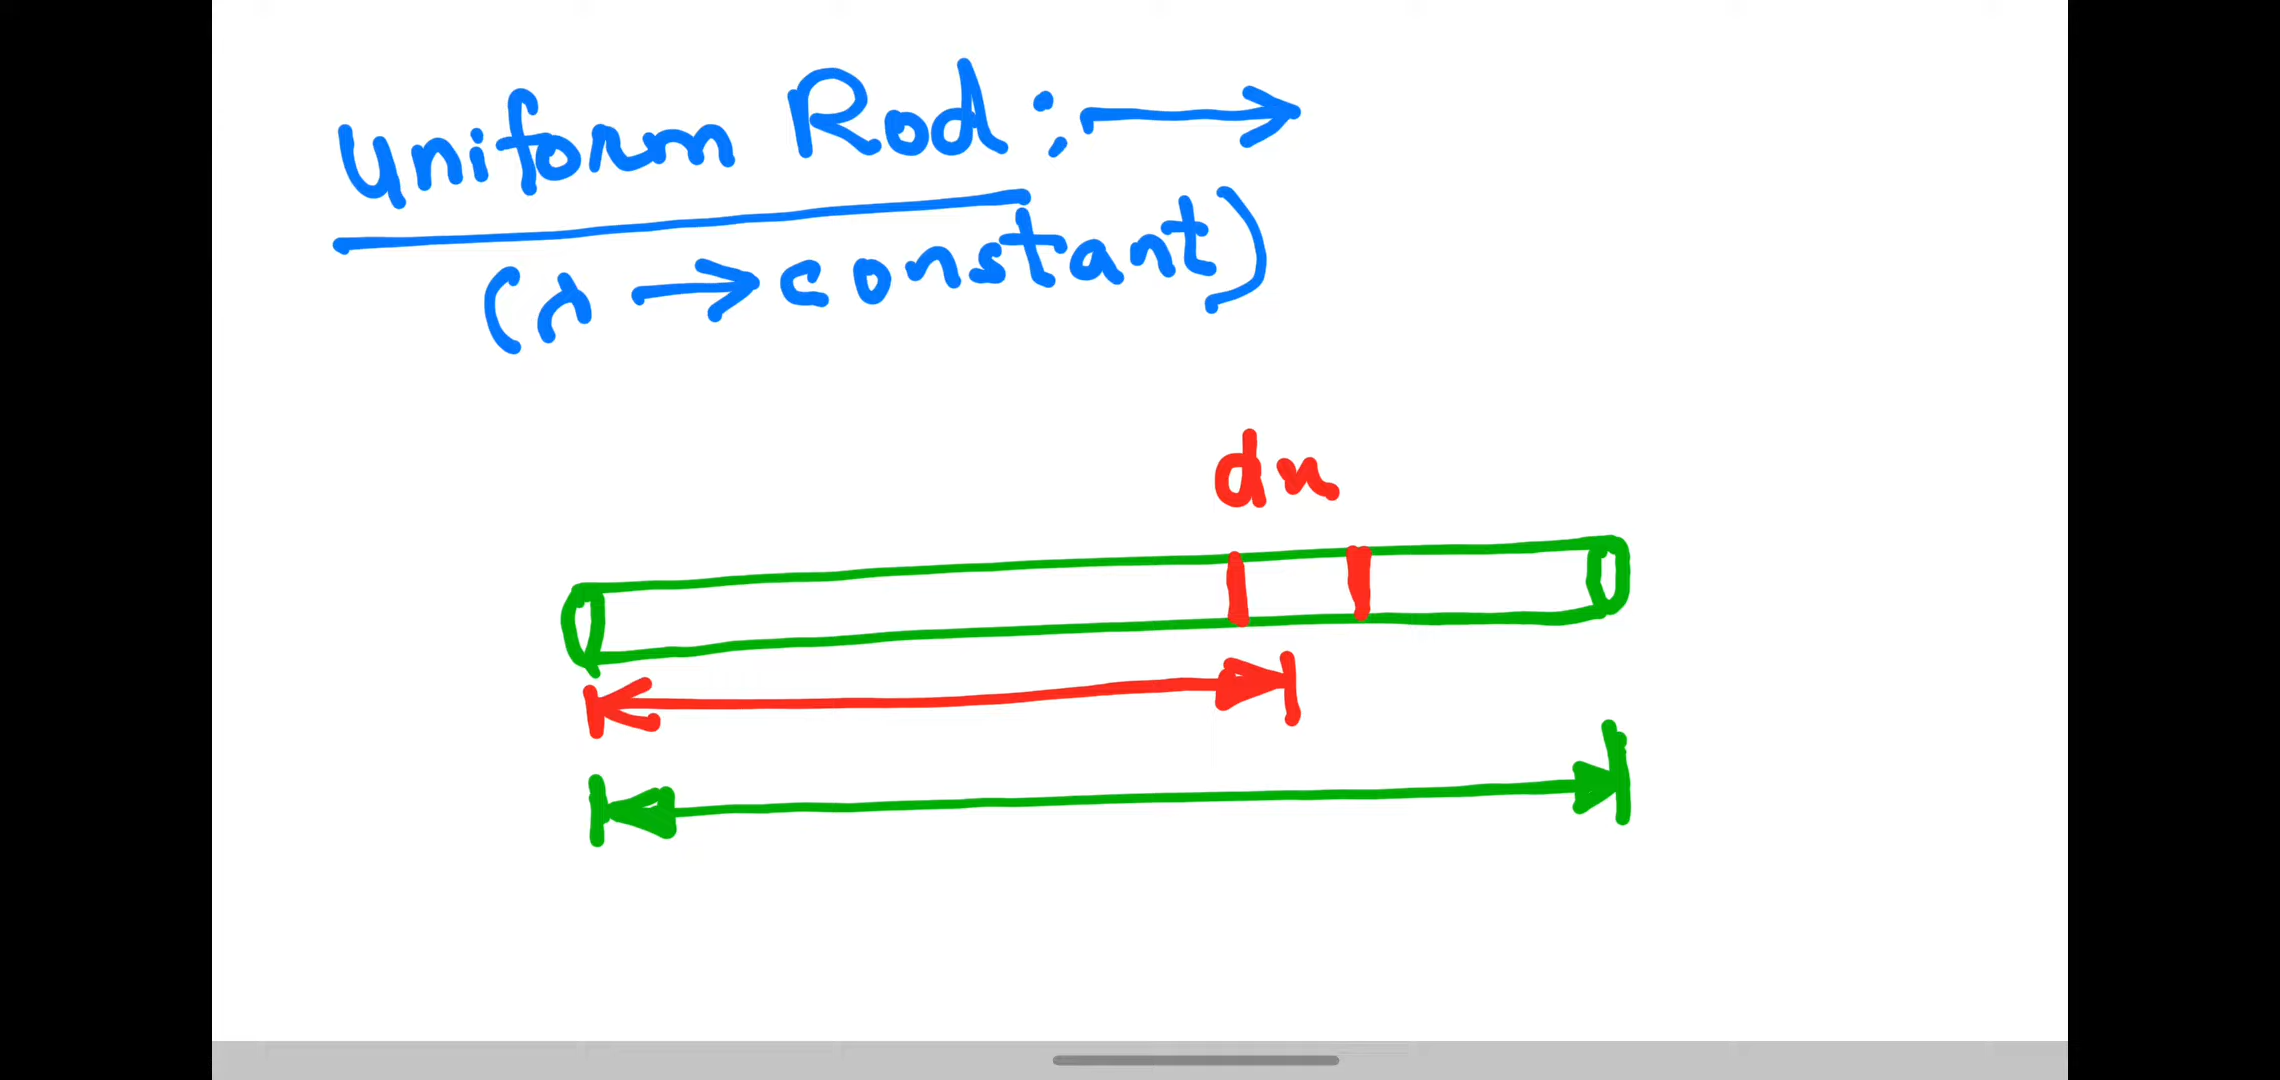 Uniform Rod :→
(λ → constant)
dx